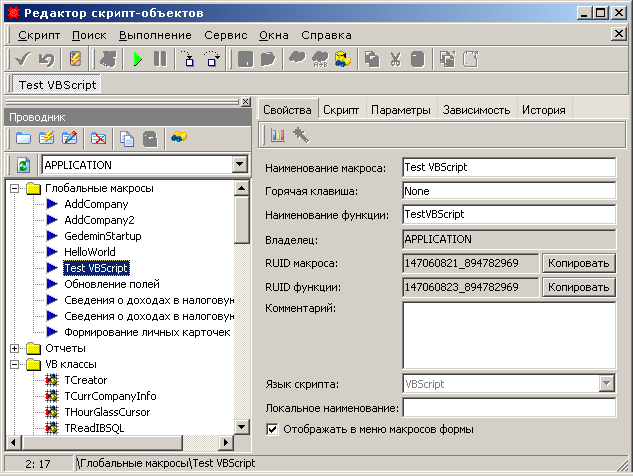 Редактор скрипт-объектов
Скрипт Поиск Выполнение Сервис Окна Справка
Test VBScript
Проводник
APPLICATION
Глобальные макросы
AddCompany
AddCompany2
GedeminStartup
HelloWorld
Test VBScript
Обновление полей
Сведения о доходах в налоговую
Сведения о доходах в налоговую
Формирование личных карточек
Отчеты
VB классы
TCreator
TCurrCompanyInfo
THourGlassCursor
TReadIBSQL
Свойства Скрипт Параметры Зависимость История
Наименование макроса: Test VBScript
Горячая клавиша: None
Наименование функции: TestVBScript
Владелец: APPLICATION
RUID макроса: 147060821_894782969 Копировать
RUID функции: 147060823_894782969 Копировать
Комментарий:
Язык скрипта: VBScript
Локальное наименование:
Отображать в меню макросов формы
2: 17 \Глобальные макросы\Test VBScript